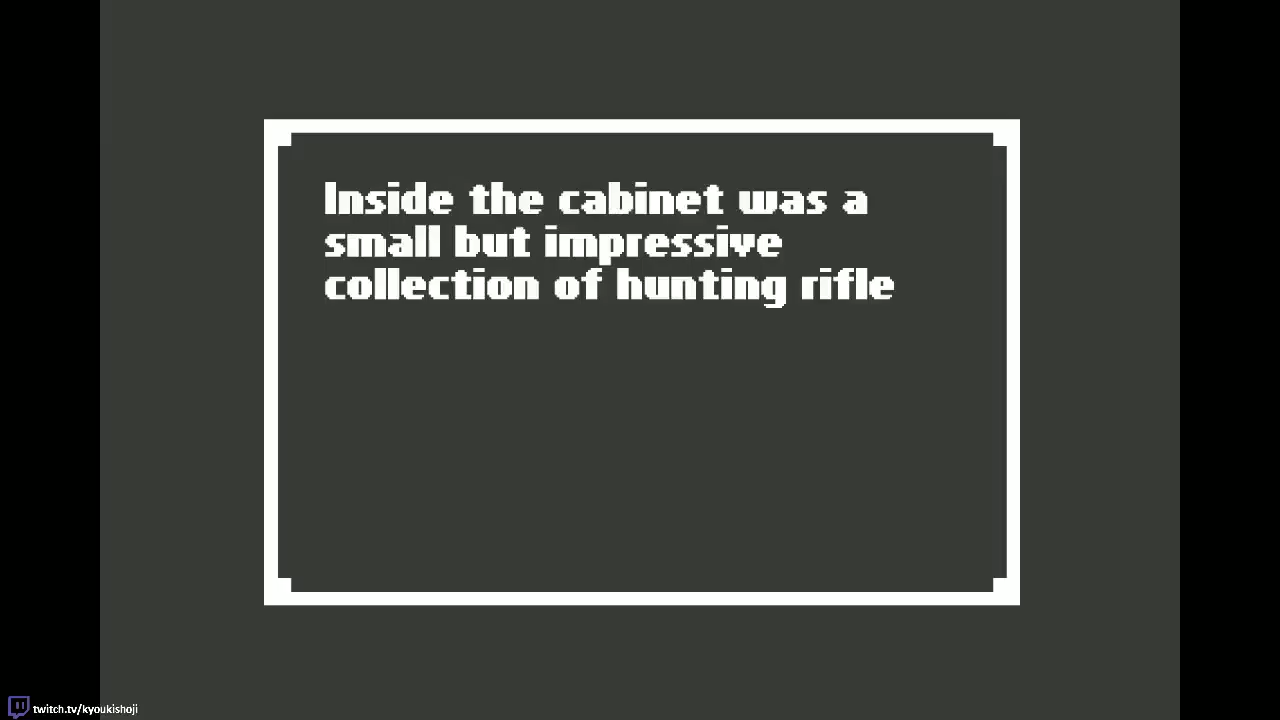 Inside the cabinet was a
small but impressive
collection of hunting rifle
twitch.tv/kyoukishoji